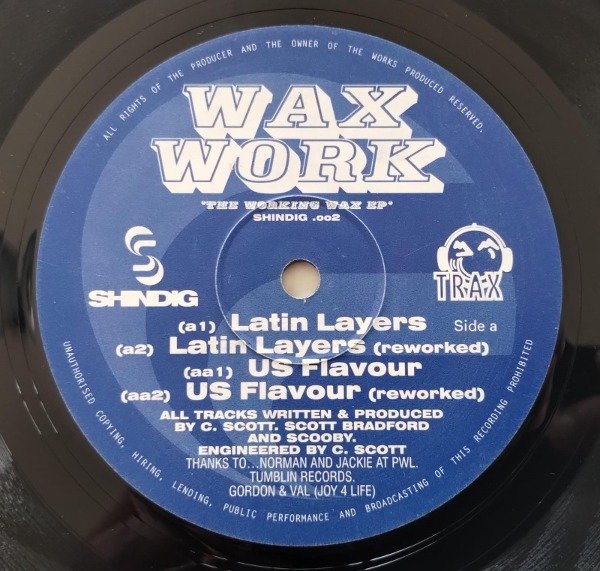 ALL RIGHTS OF THE PRODUCER AND THE OWNER OF THE WORKS PRODUCED RESERVED.
WAX
WORK
"THE WORKING WAX EP"
SHINDIG .002
SHINDIG
TRAX
Side a
(a1) Latin Layers
(a2) Latin Layers (reworked)
(aa1) US Flavour
(aa2) US Flavour (reworked)
ALL TRACKS WRITTEN & PRODUCED
BY C. SCOTT. SCOTT BRADFORD
AND SCOOBY.
ENGINEERED BY C. SCOTT
THANKS TO...NORMAN AND JACKIE AT PWL.
TUMBLIN RECORDS.
GORDON & VAL (JOY 4 LIFE)
UNAUTHORISED COPYING, HIRING, LENDING, PUBLIC PERFORMANCE AND BROADCASTING OF THIS RECORDING PROHIBITED